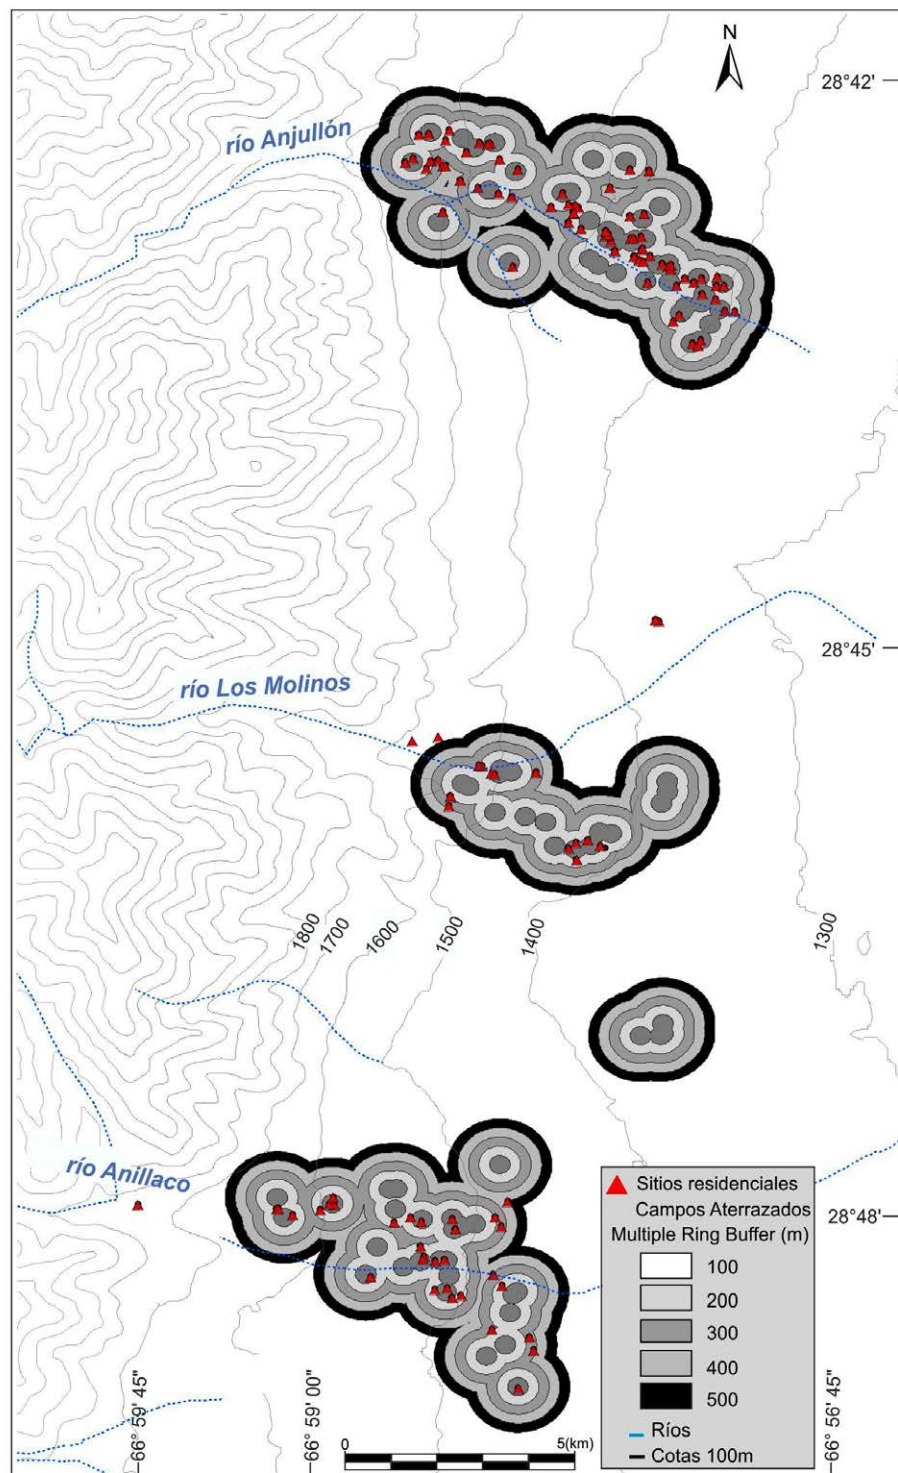 N
28°42'
río Anjullón
28°45'
río Los Molinos
1800
1700
1600
1500
1400
1300
río Anillaco
28°48'
Sitios residenciales
Campos Aterrazados
Multiple Ring Buffer (m)
100
200
300
400
500
Ríos
Cotas 100m
66° 59' 45"
66° 59' 00
66° 56' 45"
0 5(km)